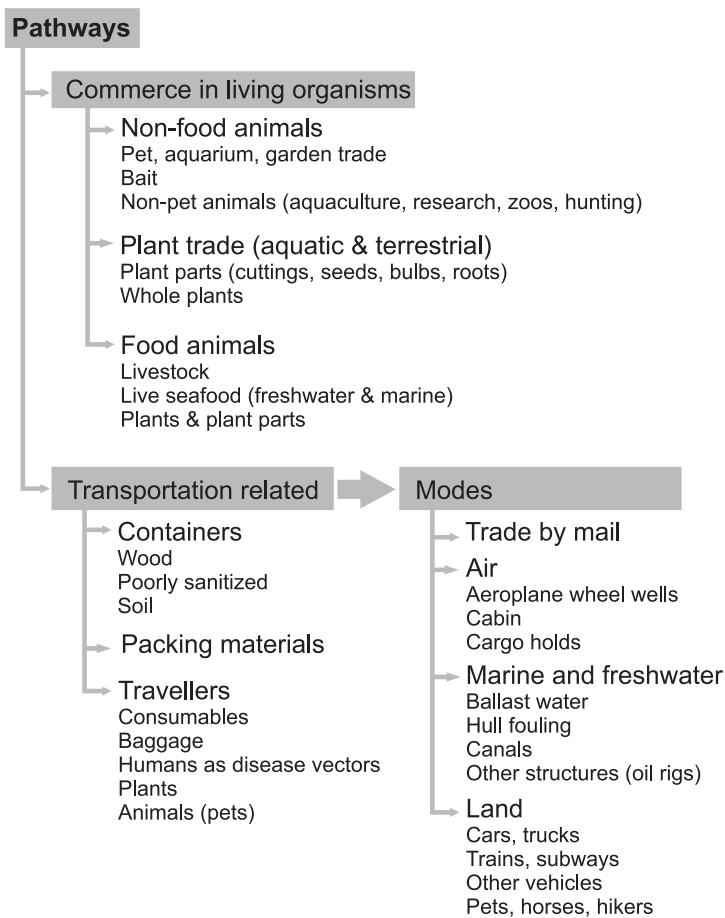 Pathways
Commerce in living organisms
Non-food animals
Pet, aquarium, garden trade
Bait
Non-pet animals (aquaculture, research, zoos, hunting)
Plant trade (aquatic & terrestrial)
Plant parts (cuttings, seeds, bulbs, roots)
Whole plants
Food animals
Livestock
Live seafood (freshwater & marine)
Plants & plant parts
Transportation related
Containers
Wood
Poorly sanitized
Soil
Packing materials
Travellers
Consumables
Baggage
Humans as disease vectors
Plants
Animals (pets)
Modes
Trade by mail
Air
Aeroplane wheel wells
Cabin
Cargo holds
Marine and freshwater
Ballast water
Hull fouling
Canals
Other structures (oil rigs)
Land
Cars, trucks
Trains, subways
Other vehicles
Pets, horses, hikers